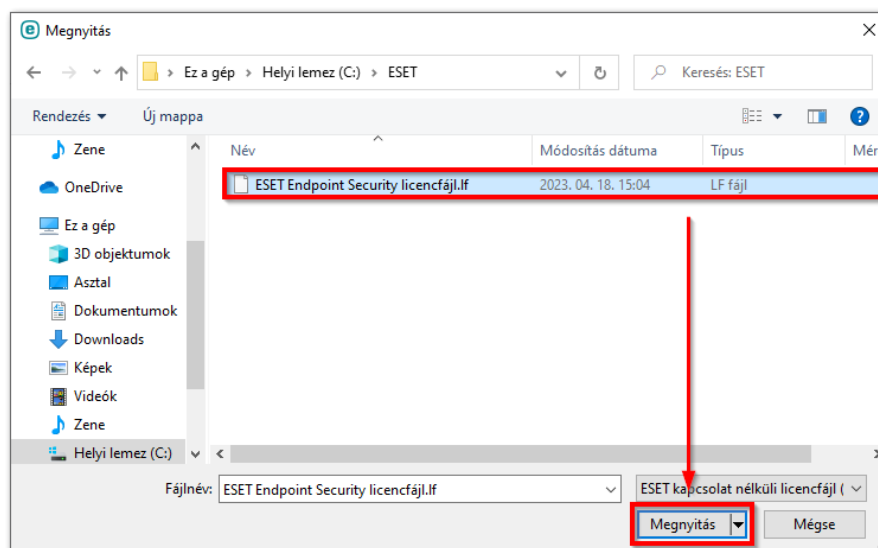 Megnyitás
Ez a gép > Helyi lemez (C:) > ESET
Keresés: ESET
Rendezés
Új mappa
Név
Módosítás dátuma
Típus
Mér
ESET Endpoint Security licencfájl.lf
2023. 04. 18. 15:04
LF fájl
Zene
OneDrive
Ez a gép
3D objektumok
Asztal
Dokumentumok
Downloads
Képek
Videók
Zene
Helyi lemez (C:)
Fájlnév:
ESET Endpoint Security licencfájl.lf
ESET kapcsolat nélküli licencfájl (
Megnyitás
Mégse